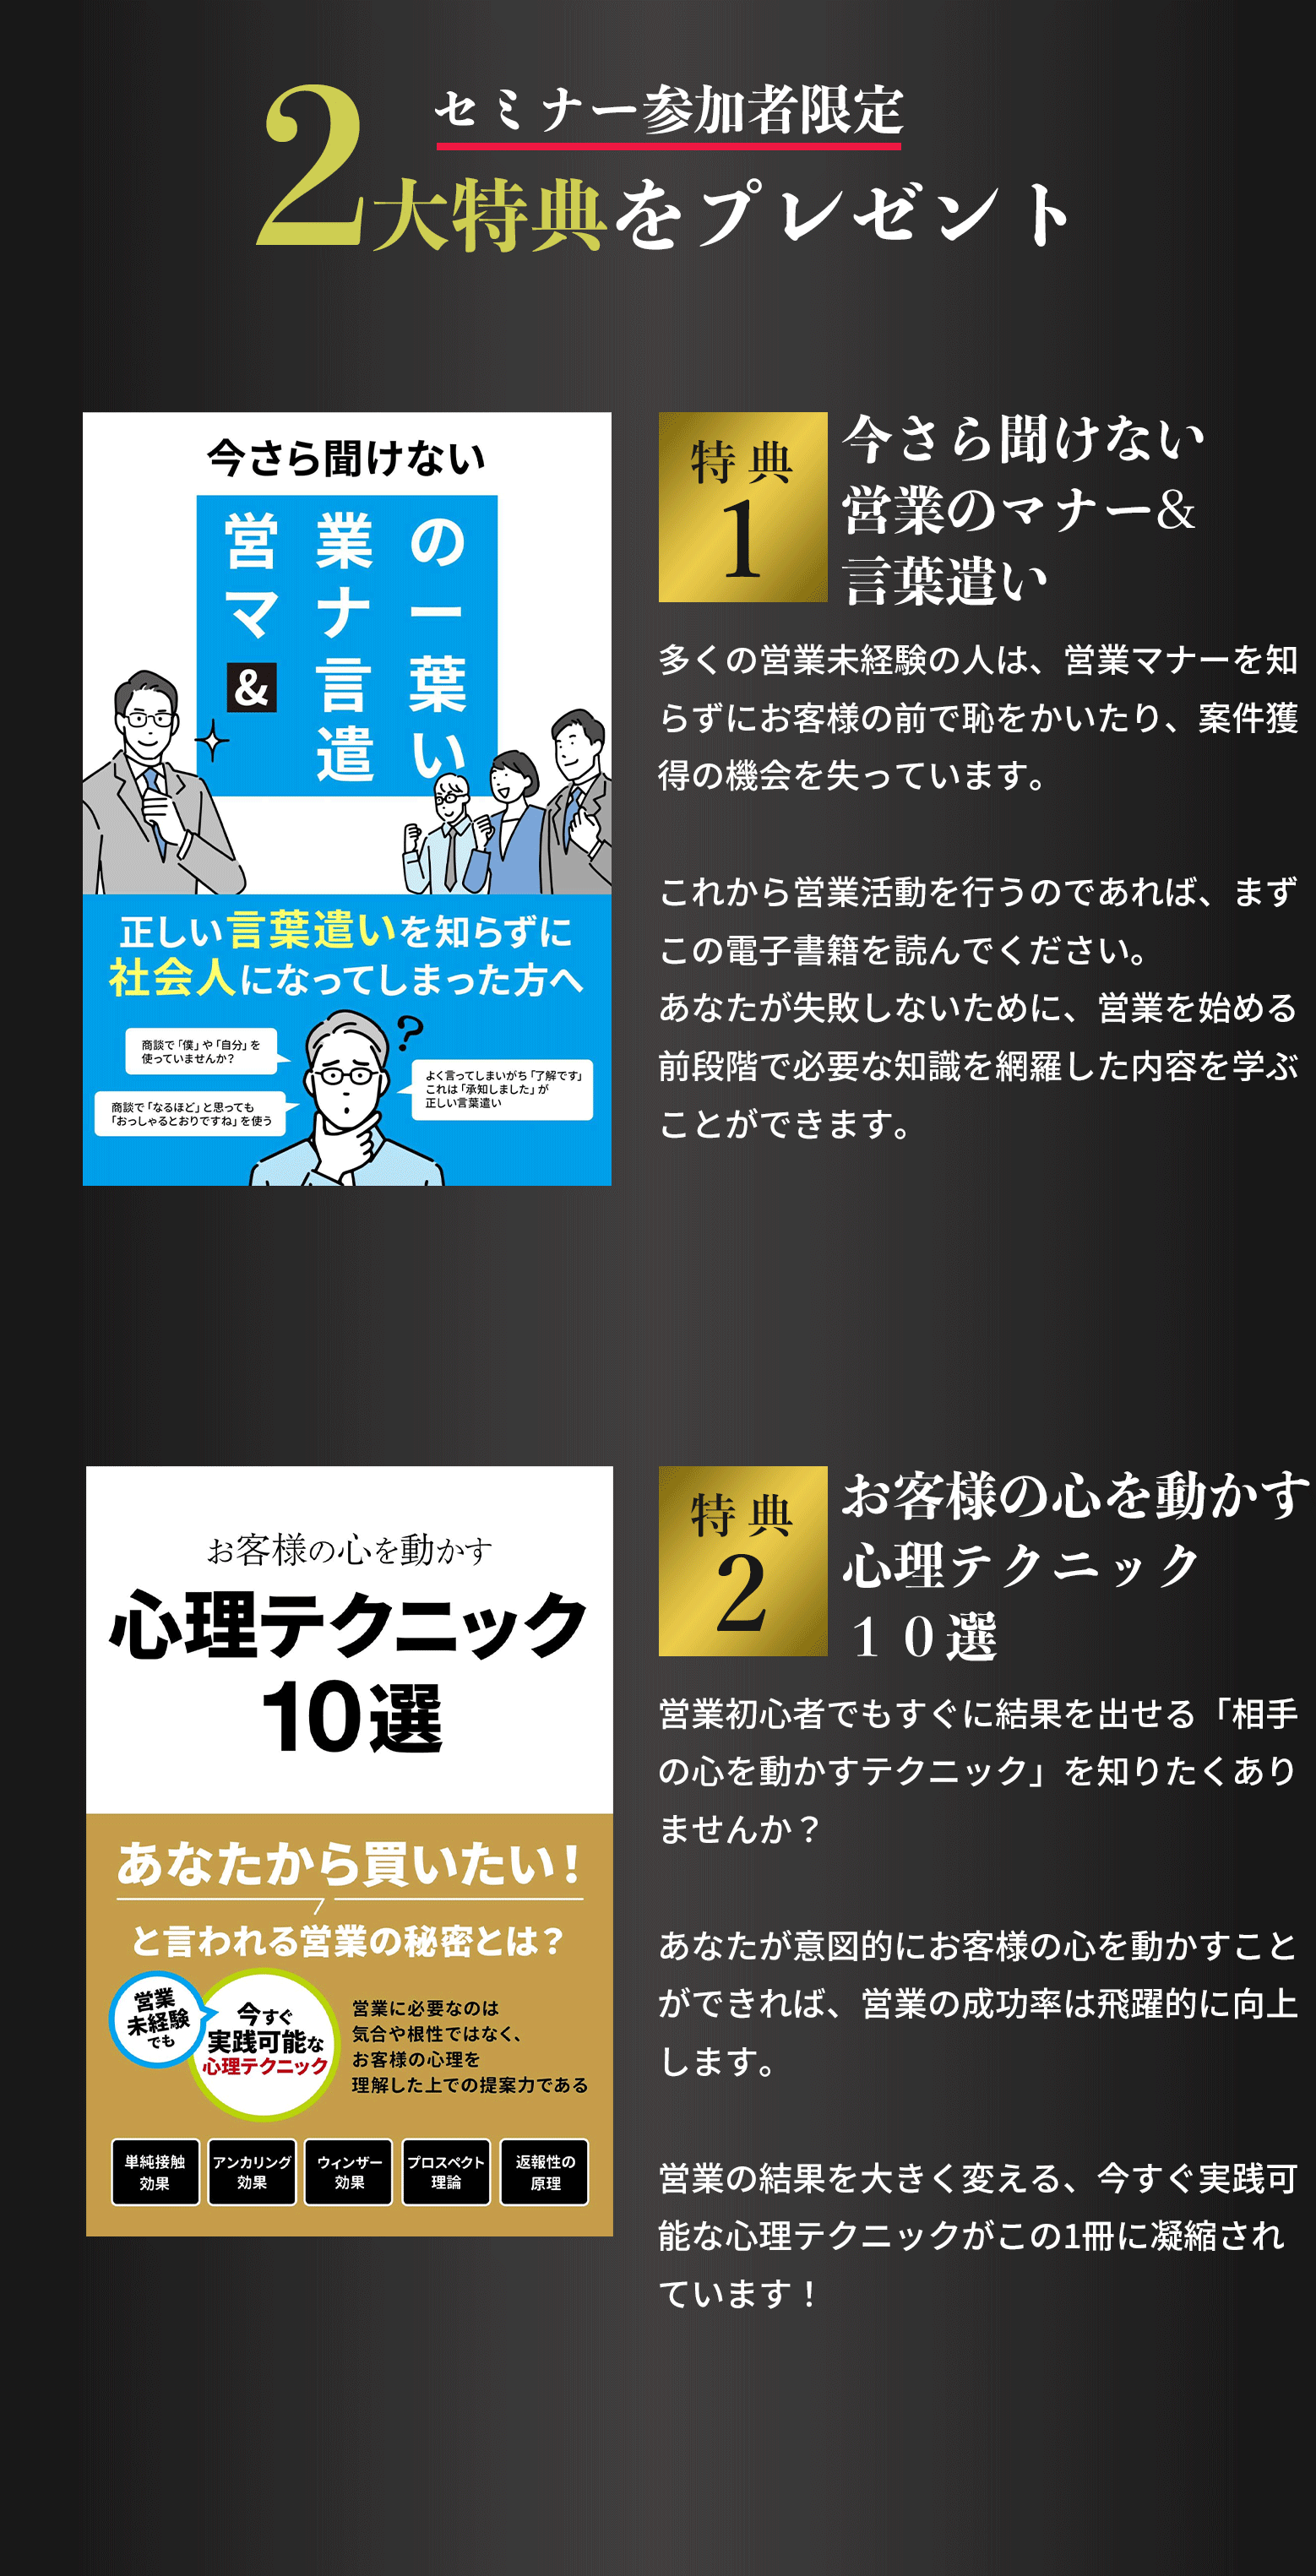 セミナー参加者限定
2大特典をプレゼント
今さら聞けない
営業の
マナー
&言葉
遣い
正しい言葉遣いを知らずに
社会人になってしまった方へ
商談で「僕」や「自分」を
使っていませんか?
?
よく言ってしまいがち「了解です」
これは「承知しました」が
正しい言葉遣い
商談で「なるほど」と思っても
「おっしゃるとおりですね」を使う
特典
1
今さら聞けない
営業のマナー&
言葉遣い
多くの営業未経験の人は、営業マナーを知
らずにお客様の前で恥をかいたり、案件獲
得の機会を失っています。
これから営業活動を行うのであれば、まず
この電子書籍を読んでください。
あなたが失敗しないために、営業を始める
前段階で必要な知識を網羅した内容を学ぶ
ことができます。
お客様の心を動かす
心理テクニック
10選
あなたから買いたい!
と言われる営業の秘密とは?
営業
未経験
でも
今すぐ
実践可能な
心理テクニック
営業に必要なのは
気合や根性ではなく、
お客様の心理を
理解した上での提案力である
単純接触
効果
アンカリング
効果
ウィンザー
効果
プロスペクト
理論
返報性の
原理
特典
2
お客様の心を動かす
心理テクニック
１０選
営業初心者でもすぐに結果を出せる「相手
の心を動かすテクニック」を知りたくあり
ませんか？
あなたが意図的にお客様の心を動かすこと
ができれば、営業の成功率は飛躍的に向上
します。
営業の結果を大きく変える、今すぐ実践可
能な心理テクニックがこの1冊に凝縮され
ています！